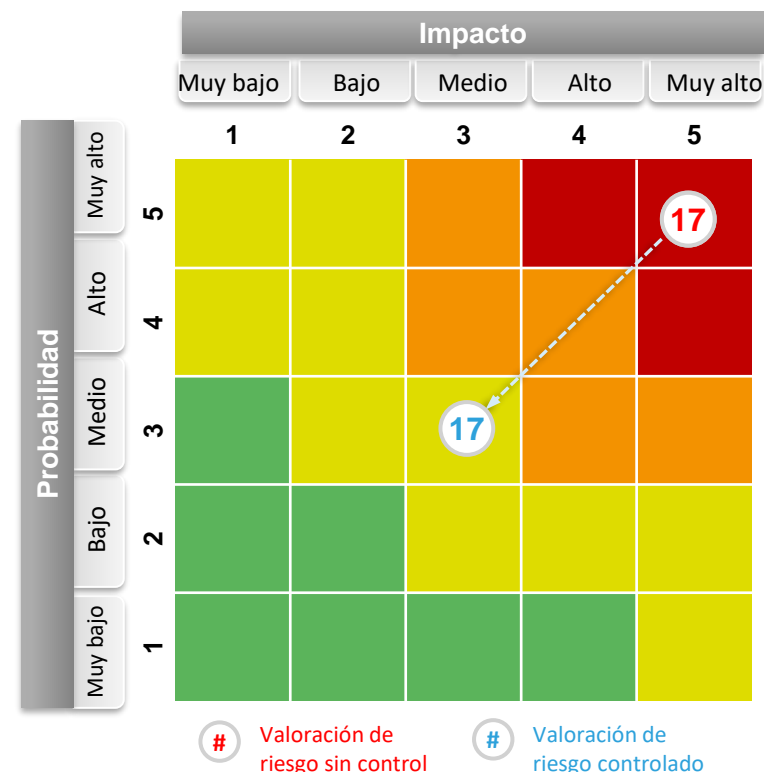 Impacto
Muy bajo
Bajo
Medio
Alto
Muy alto
1
2
3
4
5
Probabilidad
Muy alto
5
17
Alto
4
Medio
3
17
Bajo
2
Muy bajo
1
#
Valoración de
riesgo sin control
#
Valoración de
riesgo controlado